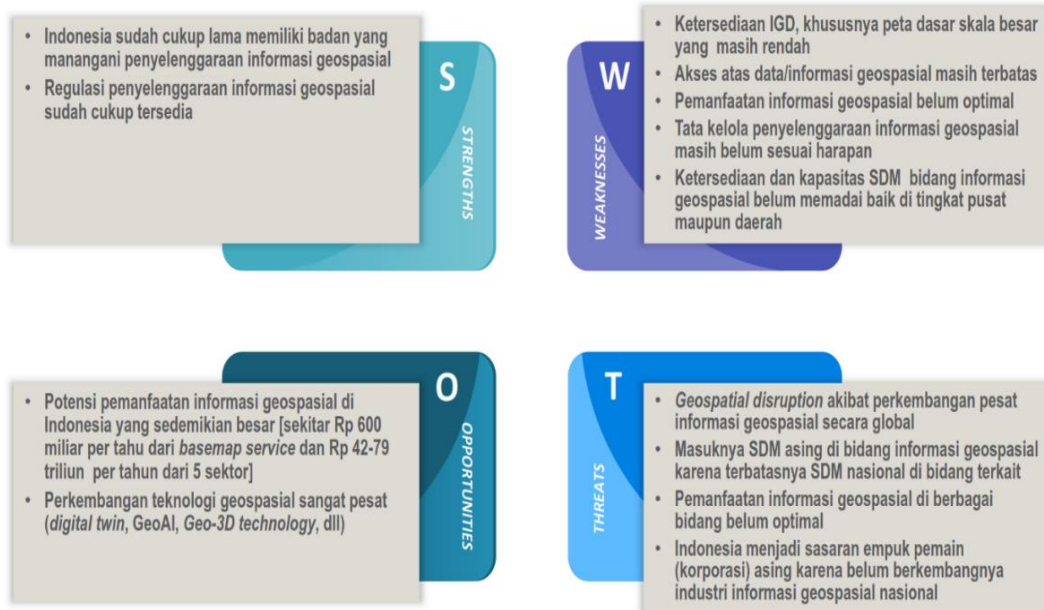 • Indonesia sudah cukup lama memiliki badan yang
manangani penyelenggaraan informasi geospasial
• Regulasi penyelenggaraan informasi geospasial
sudah cukup tersedia
S
STRENGTHS
W
WEAKNESSES
• Ketersediaan IGD, khususnya peta dasar skala besar
yang masih rendah
• Akses atas data/informasi geospasial masih terbatas
• Pemanfaatan informasi geospasial belum optimal
• Tata kelola penyelenggaraan informasi geospasial
masih belum sesuai harapan
• Ketersediaan dan kapasitas SDM bidang informasi
geospasial belum memadai baik di tingkat pusat
maupun daerah
• Potensi pemanfaatan informasi geospasial di
Indonesia yang sedemikian besar [sekitar Rp 600
miliar per tahu dari basemap service dan Rp 42-79
triliun per tahun dari 5 sektor]
• Perkembangan teknologi geospasial sangat pesat
(digital twin, GeoAI, Geo-3D technology, dll)
O
OPPORTUNITIES
T
THREATS
• Geospatial disruption akibat perkembangan pesat
informasi geospasial secara global
• Masuknya SDM asing di bidang informasi geospasial
karena terbatasnya SDM nasional di bidang terkait
• Pemanfaatan informasi geospasial di berbagai
bidang belum optimal
• Indonesia menjadi sasaran empuk pemain
(korporasi) asing karena belum berkembangnya
industri informasi geospasial nasional